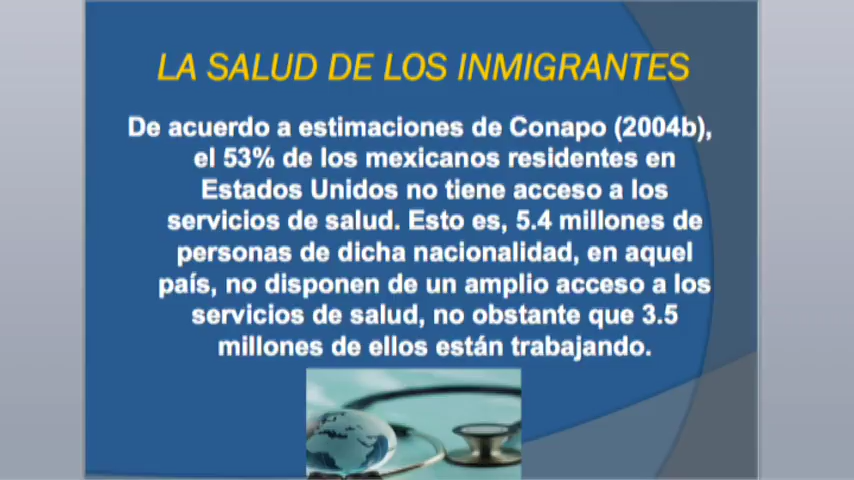 LA SALUD DE LOS INMIGRANTES
De acuerdo a estimaciones de Conapo (2004b),
el 53% de los mexicanos residentes en
Estados Unidos no tiene acceso a los
servicios de salud. Esto es, 5.4 millones de
personas de dicha nacionalidad, en aquel
país, no disponen de un amplio acceso a los
servicios de salud, no obstante que 3.5
millones de ellos están trabajando.